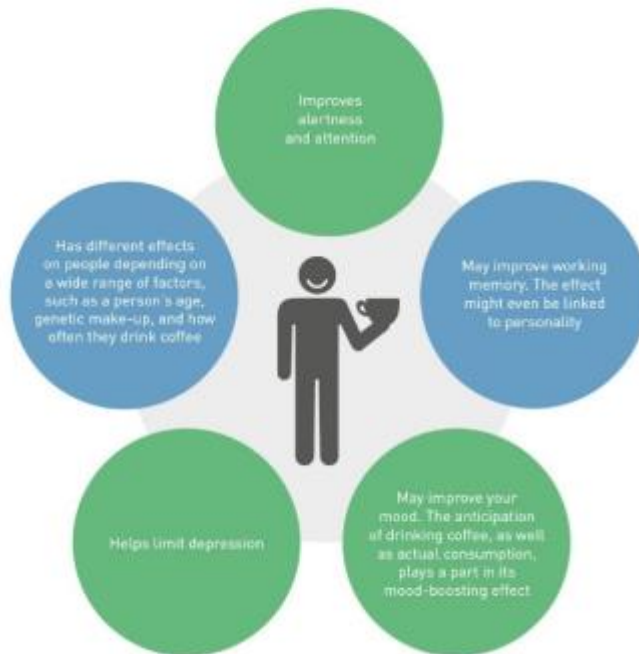 Improves
alertness
and attention
Has different effects
on people depending on
a wide range of factors,
such as a person's age,
genetic make-up, and how
often they drink coffee
May improve working
memory. The effect
might even be linked
to personality
Helps limit depression
May improve your
mood. The anticipation
of drinking coffee, as well
as actual consumption,
plays a part in its
mood-boosting effect